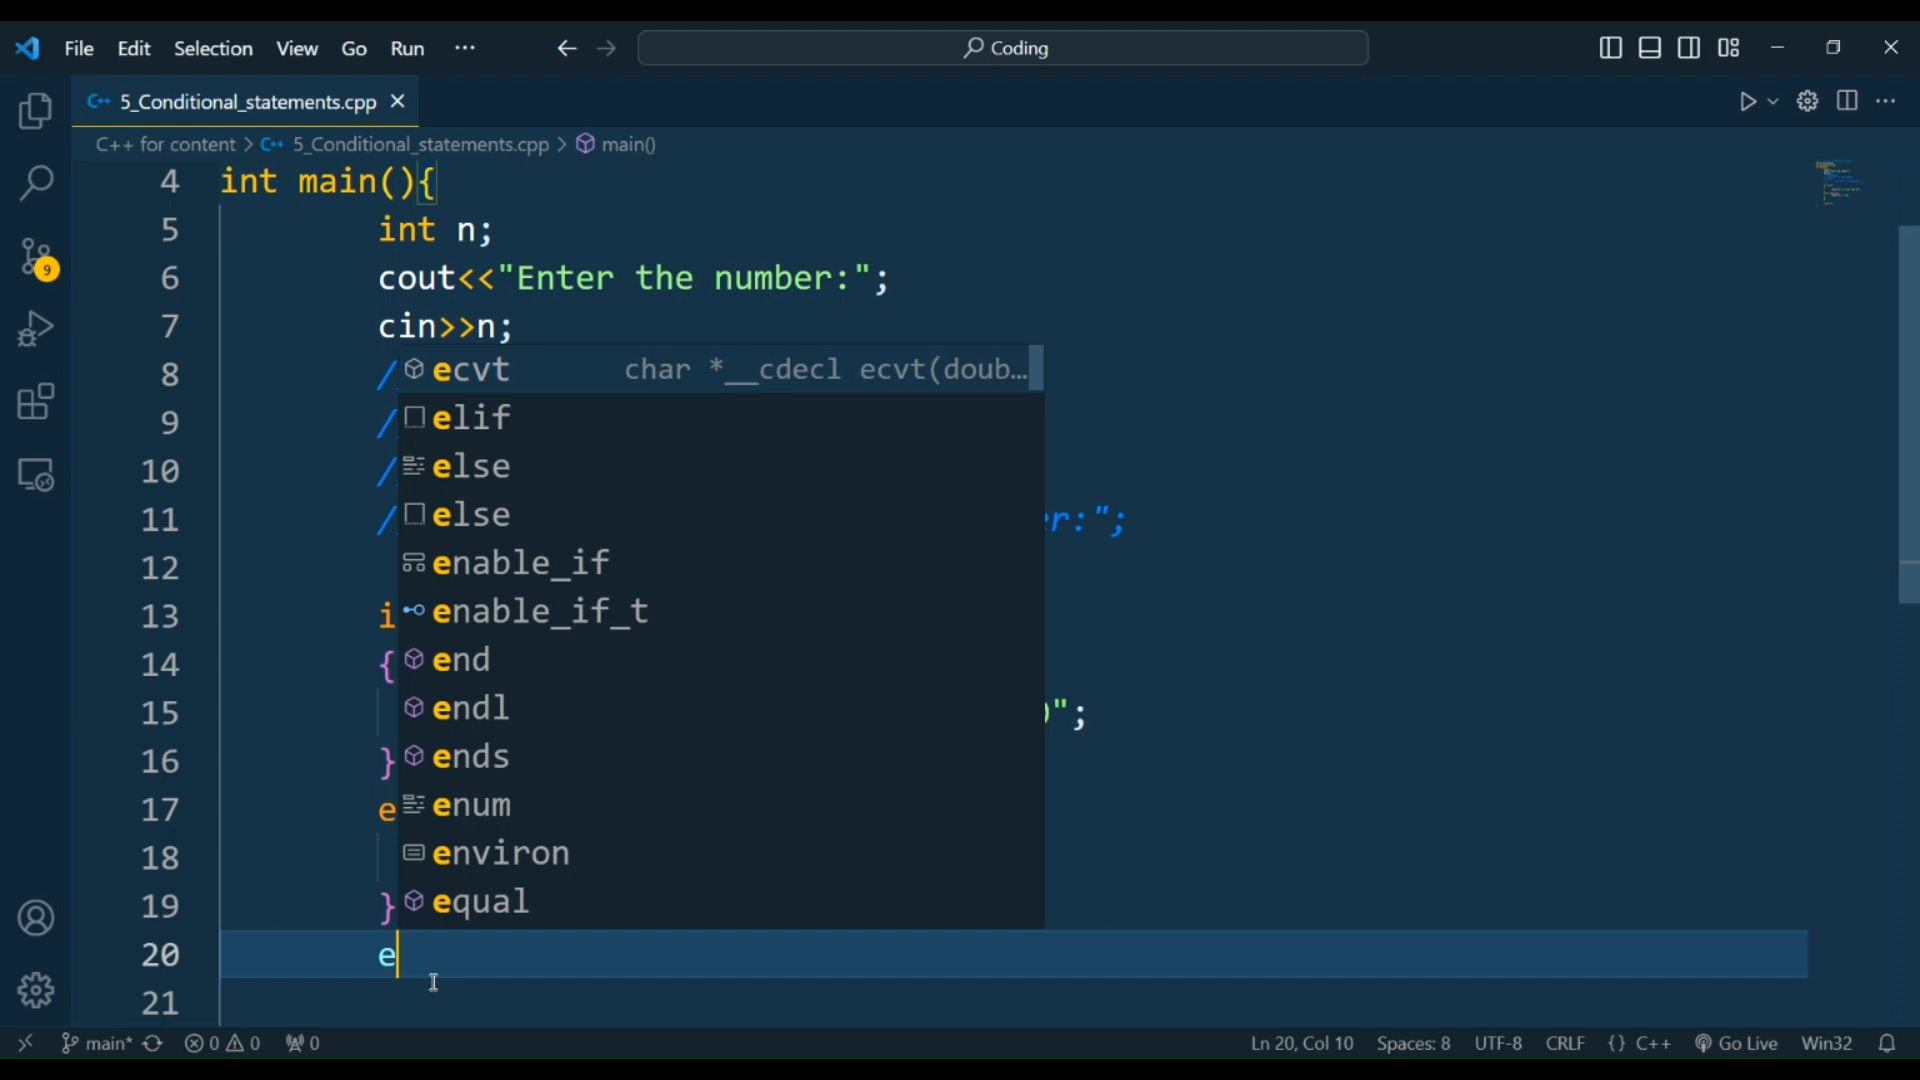 File Edit Selection View Go Run ··· Coding
C++ 5_Conditional_statements.cpp
C++ for content > C++ 5_Conditional_statements.cpp > main()
4 int main(){
5 int n;
6 cout<<"Enter the number:";
7 cin>>n;
8 / ecvt char *__cdecl ecvt(doub...
9 / elif
10 / else
11 / else er:";
12 enable_if
13 i enable_if_t
14 { end
15 endl ";
16 } ends
17 e enum
18 environ
19 } equal
20 e
21
9
main* 0 0 0 Ln 20, Col 10 Spaces: 8 UTF-8 CRLF {} C++ Go Live Win32